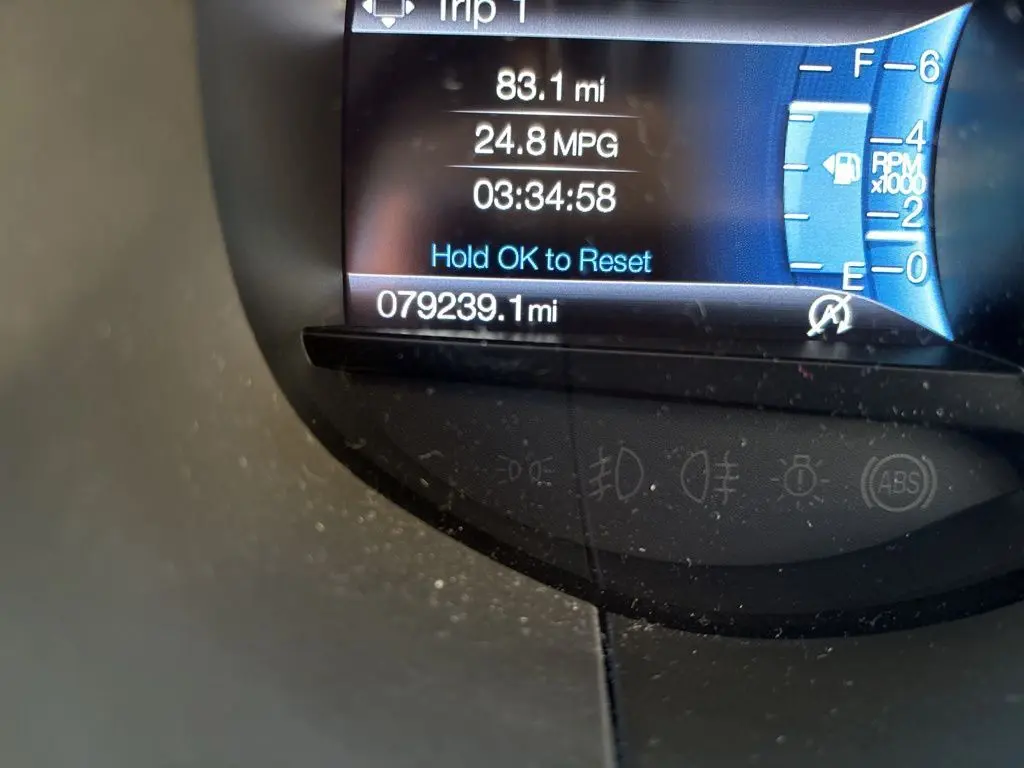 Trip 1
83.1 mi
24.8 MPG
03:34:58
Hold OK to Reset
079239.1mi
F
E
6
4
RPM
x1000
2
0
ABS